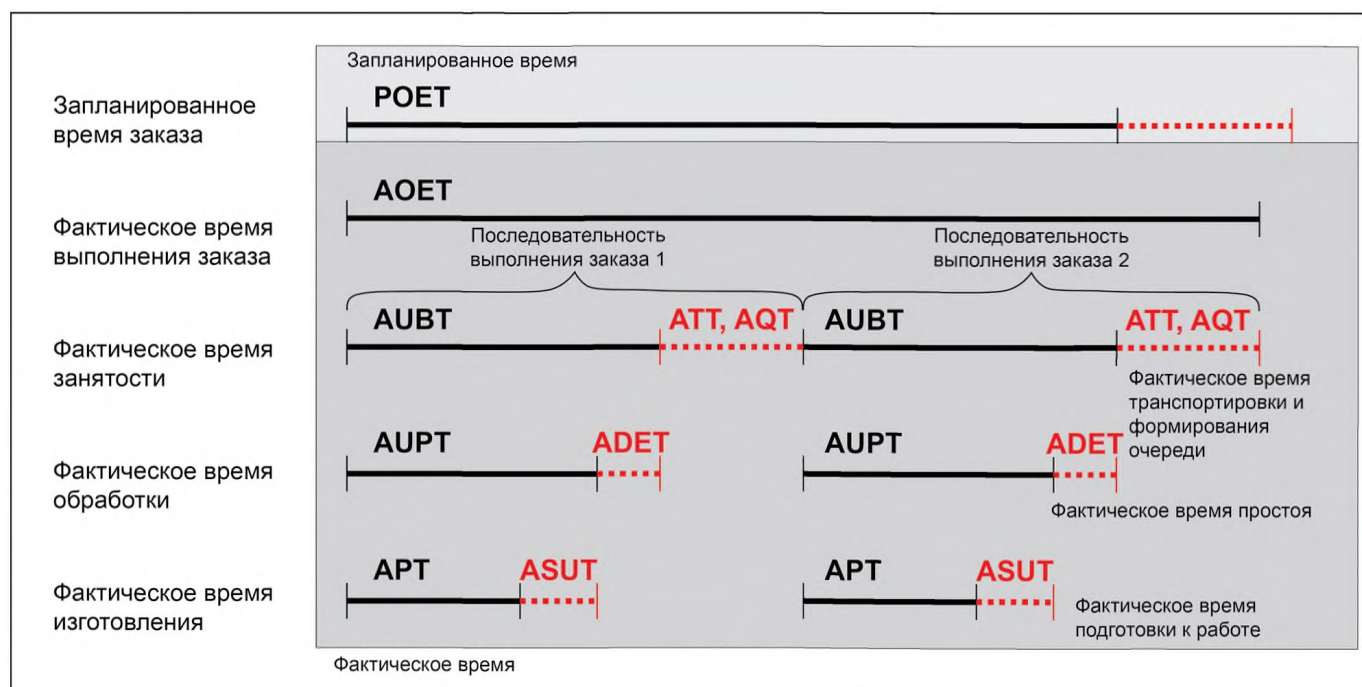 Запланированное время
Запланированное
время заказа
POET
Фактическое время
выполнения заказа
AOET
Последовательность
выполнения заказа 1
Последовательность
выполнения заказа 2
Фактическое время
занятости
AUBT
ATT, AQT
AUBT
ATT, AQT
Фактическое время
транспортировки и
формирования
очереди
Фактическое время
обработки
AUPT
ADET
AUPT
ADET
Фактическое время простоя
Фактическое время
изготовления
APT
ASUT
APT
ASUT
Фактическое время
подготовки к работе
Фактическое время